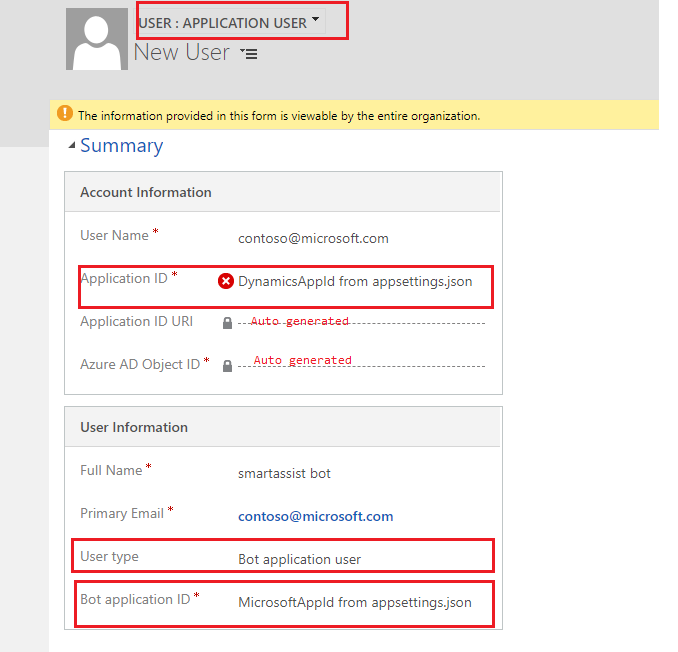 USER : APPLICATION USER
New User
The information provided in this form is viewable by the entire organization.
Summary
Account Information
User Name * contoso@microsoft.com
Application ID * DynamicsAppId from appsettings.json
Application ID URI Auto generated
Azure AD Object ID * Auto generated
User Information
Full Name * smartassist bot
Primary Email * contoso@microsoft.com
User type Bot application user
Bot application ID * MicrosoftAppId from appsettings.json